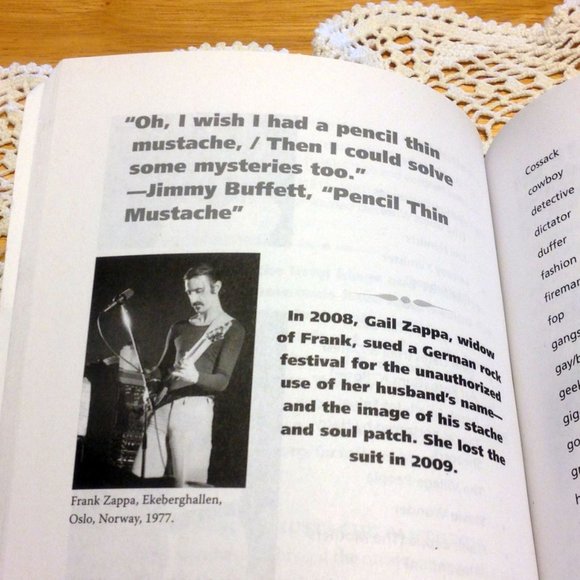 “Oh, I wish I had a pencil thin
mustache, / Then I could solve
some mysteries too.”
—Jimmy Buffett, “Pencil Thin
Mustache”
In 2008, Gail Zappa, widow
of Frank, sued a German rock
festival for the unauthorized
use of her husband’s name—
and the image of his stache
and soul patch. She lost the
suit in 2009.
Frank Zappa, Ekeberghallen,
Oslo, Norway, 1977.
Cossack
cowboy
detective
dictator
duffer
fashion
fop